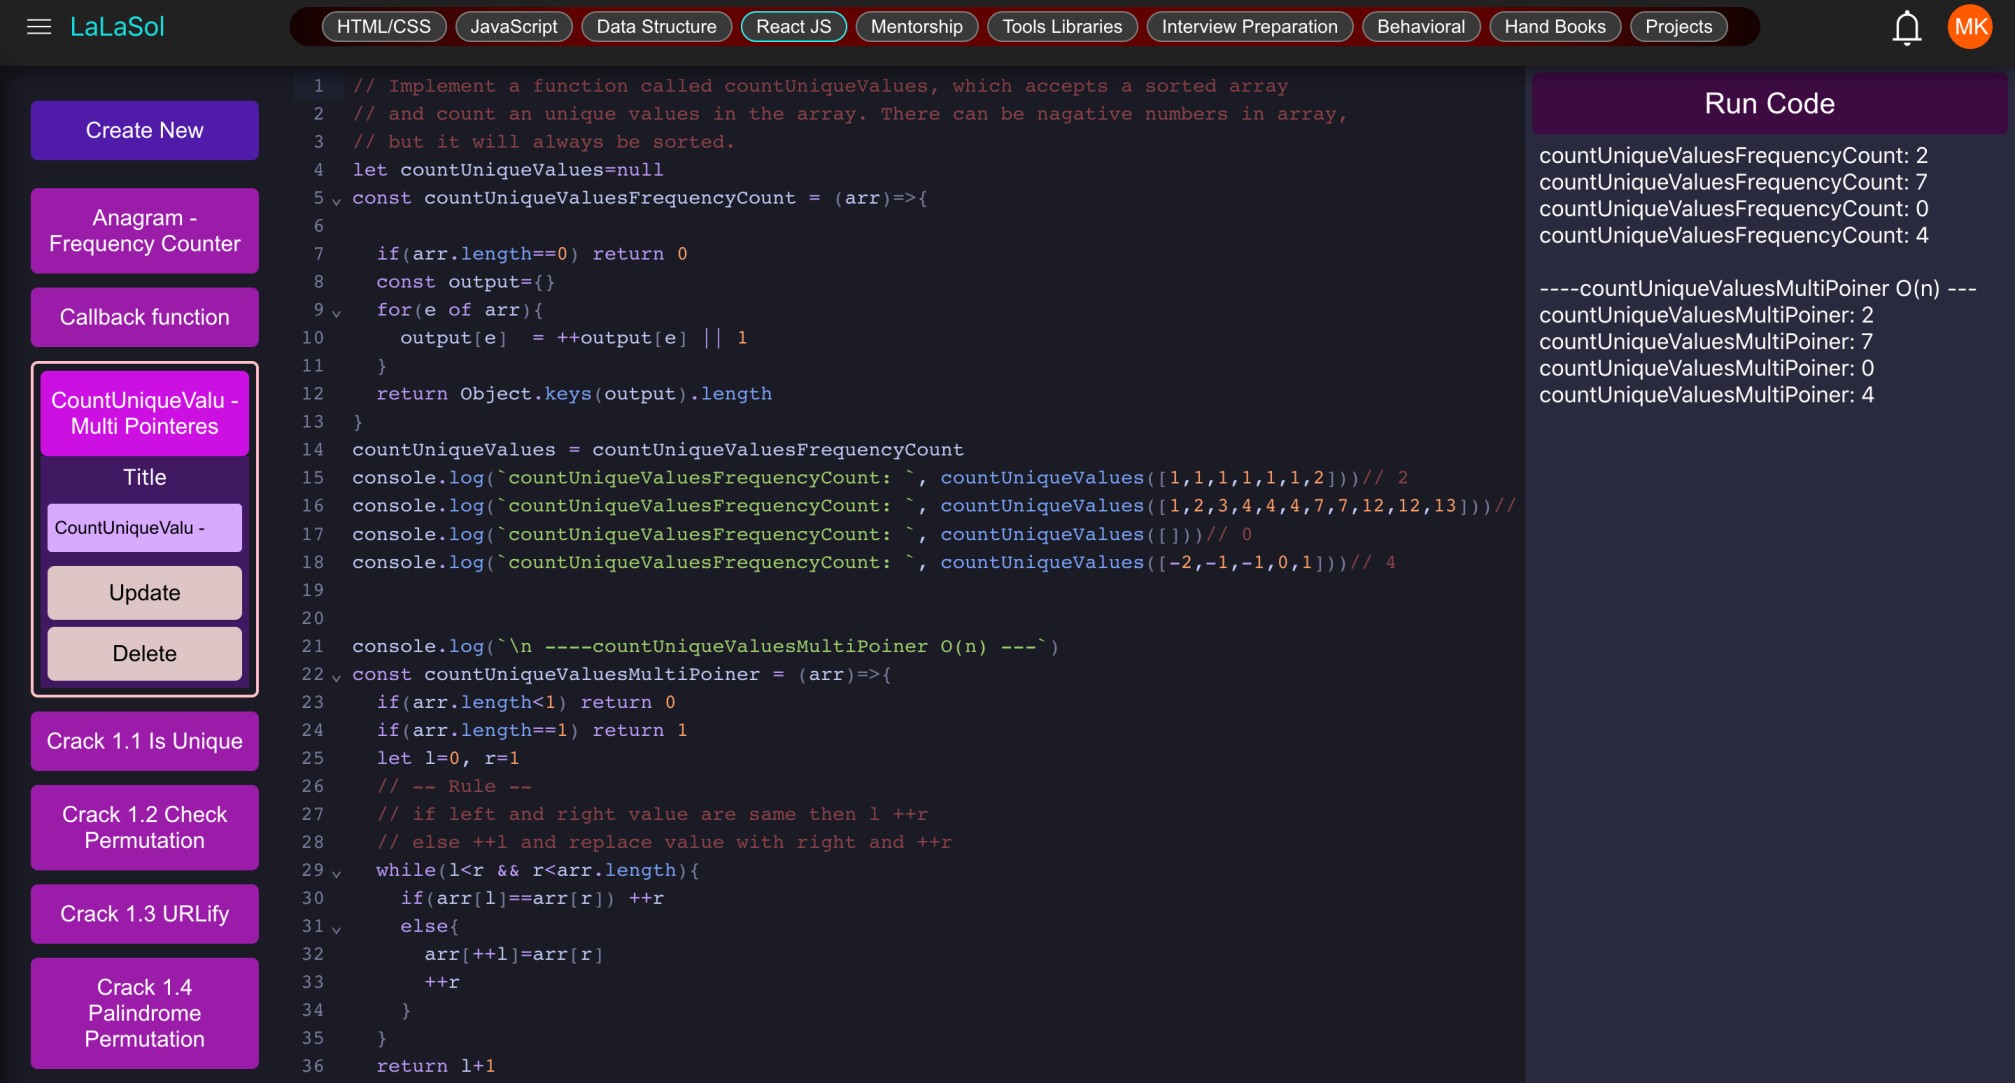 LaLaSol
HTML/CSS
JavaScript
Data Structure
React JS
Mentorship
Tools Libraries
Interview Preparation
Behavioral
Hand Books
Projects
MK
Create New
Anagram -
Frequency Counter
Callback function
CountUniqueValu -
Multi Pointeres
Title
CountUniqueValu -
Update
Delete
Crack 1.1 Is Unique
Crack 1.2 Check
Permutation
Crack 1.3 URLify
Crack 1.4
Palindrome
Permutation
1 // Implement a function called countUniqueValues, which accepts a sorted array
2 // and count an unique values in the array. There can be nagative numbers in array,
3 // but it will always be sorted.
4 let countUniqueValues=null
5 const countUniqueValuesFrequencyCount = (arr)=>{
6
7   if(arr.length==0) return 0
8   const output={}
9   for(e of arr){
10     output[e]  = ++output[e] || 1
11   }
12   return Object.keys(output).length
13 }
14 countUniqueValues = countUniqueValuesFrequencyCount
15 console.log(`countUniqueValuesFrequencyCount: `, countUniqueValues([1,1,1,1,1,1,2]))// 2
16 console.log(`countUniqueValuesFrequencyCount: `, countUniqueValues([1,2,3,4,4,4,7,7,12,12,13]))//
17 console.log(`countUniqueValuesFrequencyCount: `, countUniqueValues([]))// 0
18 console.log(`countUniqueValuesFrequencyCount: `, countUniqueValues([-2,-1,-1,0,1]))// 4
19
20
21 console.log(`\n ----countUniqueValuesMultiPoiner O(n) ---`)
22 const countUniqueValuesMultiPoiner = (arr)=>{
23   if(arr.length<1) return 0
24   if(arr.length==1) return 1
25   let l=0, r=1
26   // -- Rule --
27   // if left and right value are same then l ++r
28   // else ++l and replace value with right and ++r
29   while(l<r && r<arr.length){
30     if(arr[l]==arr[r]) ++r
31     else{
32       arr[++l]=arr[r]
33       ++r
34     }
35   }
36   return l+1
Run Code
countUniqueValuesFrequencyCount: 2
countUniqueValuesFrequencyCount: 7
countUniqueValuesFrequencyCount: 0
countUniqueValuesFrequencyCount: 4
----countUniqueValuesMultiPoiner O(n) ---
countUniqueValuesMultiPoiner: 2
countUniqueValuesMultiPoiner: 7
countUniqueValuesMultiPoiner: 0
countUniqueValuesMultiPoiner: 4